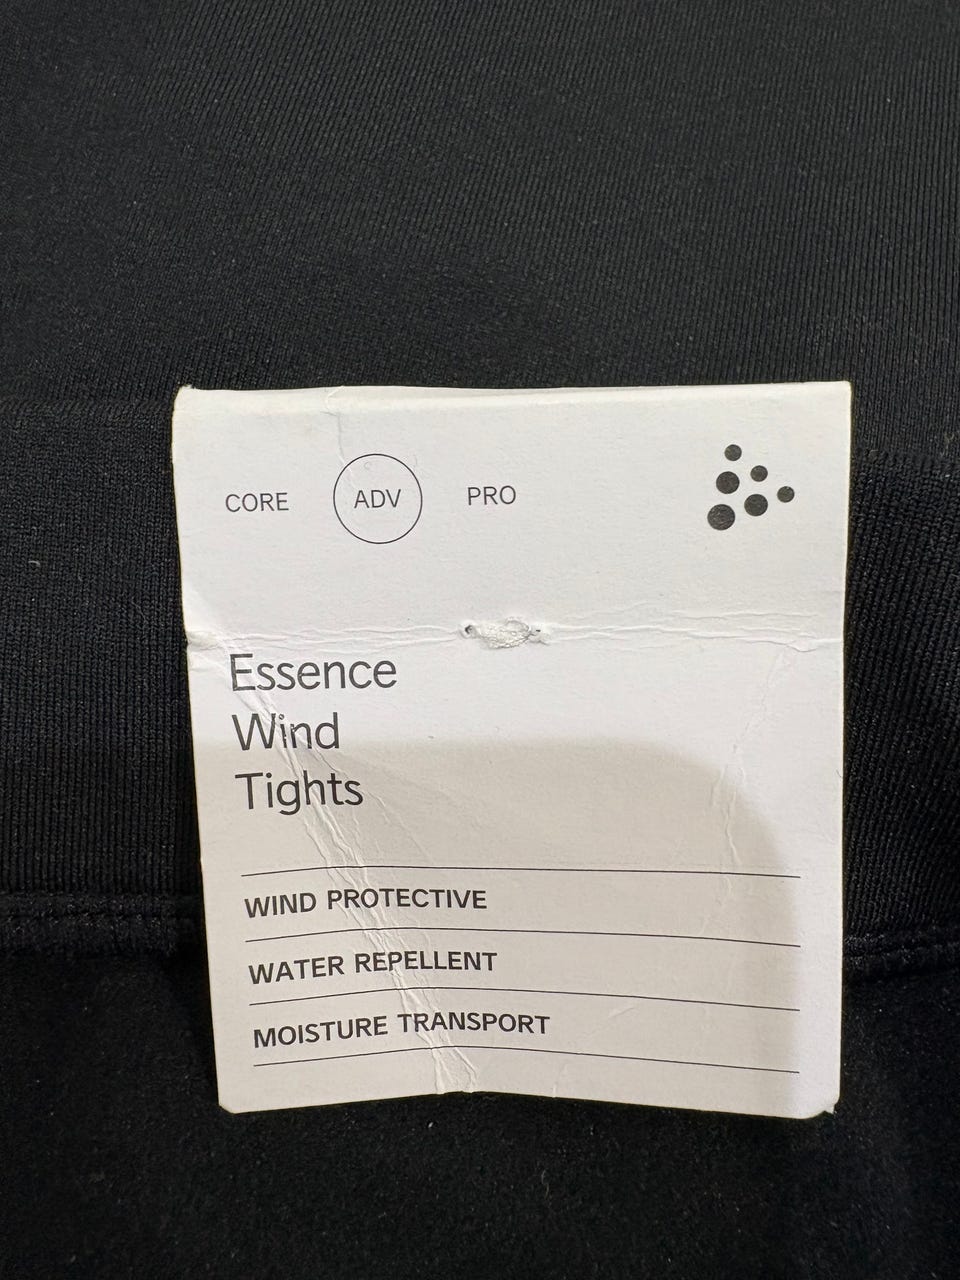 CORE ADV PRO
Essence
Wind
Tights
WIND PROTECTIVE
WATER REPELLENT
MOISTURE TRANSPORT